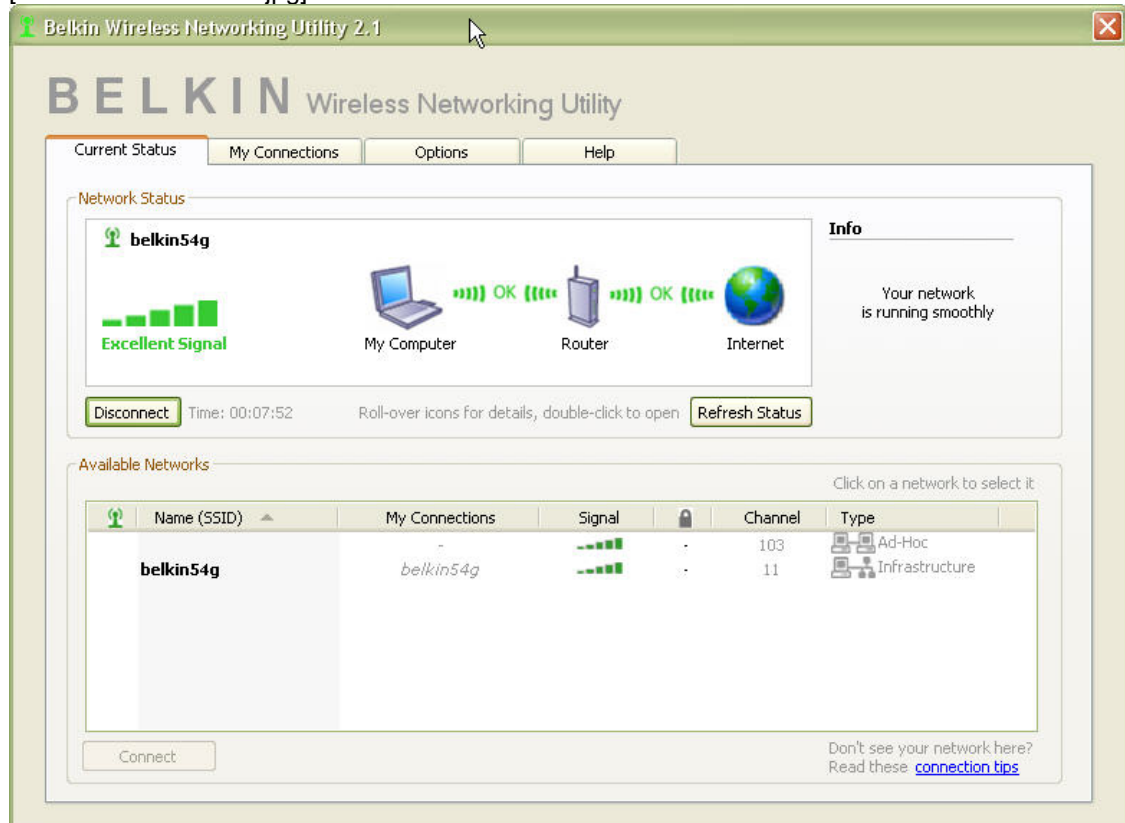 Belkin Wireless Networking Utility 2.1
BELKIN Wireless Networking Utility
Current Status My Connections Options Help
Network Status
belkin54g
Info
OK OK
Your network
is running smoothly
Excellent Signal My Computer Router Internet
Disconnect Time: 00:07:52 Roll-over icons for details, double-click to open Refresh Status
Available Networks
Click on a network to select it
Name (SSID) My Connections Signal Channel Type
- - 103 Ad-Hoc
belkin54g belkin54g - 11 Infrastructure
Connect
Don't see your network here?
Read these connection tips